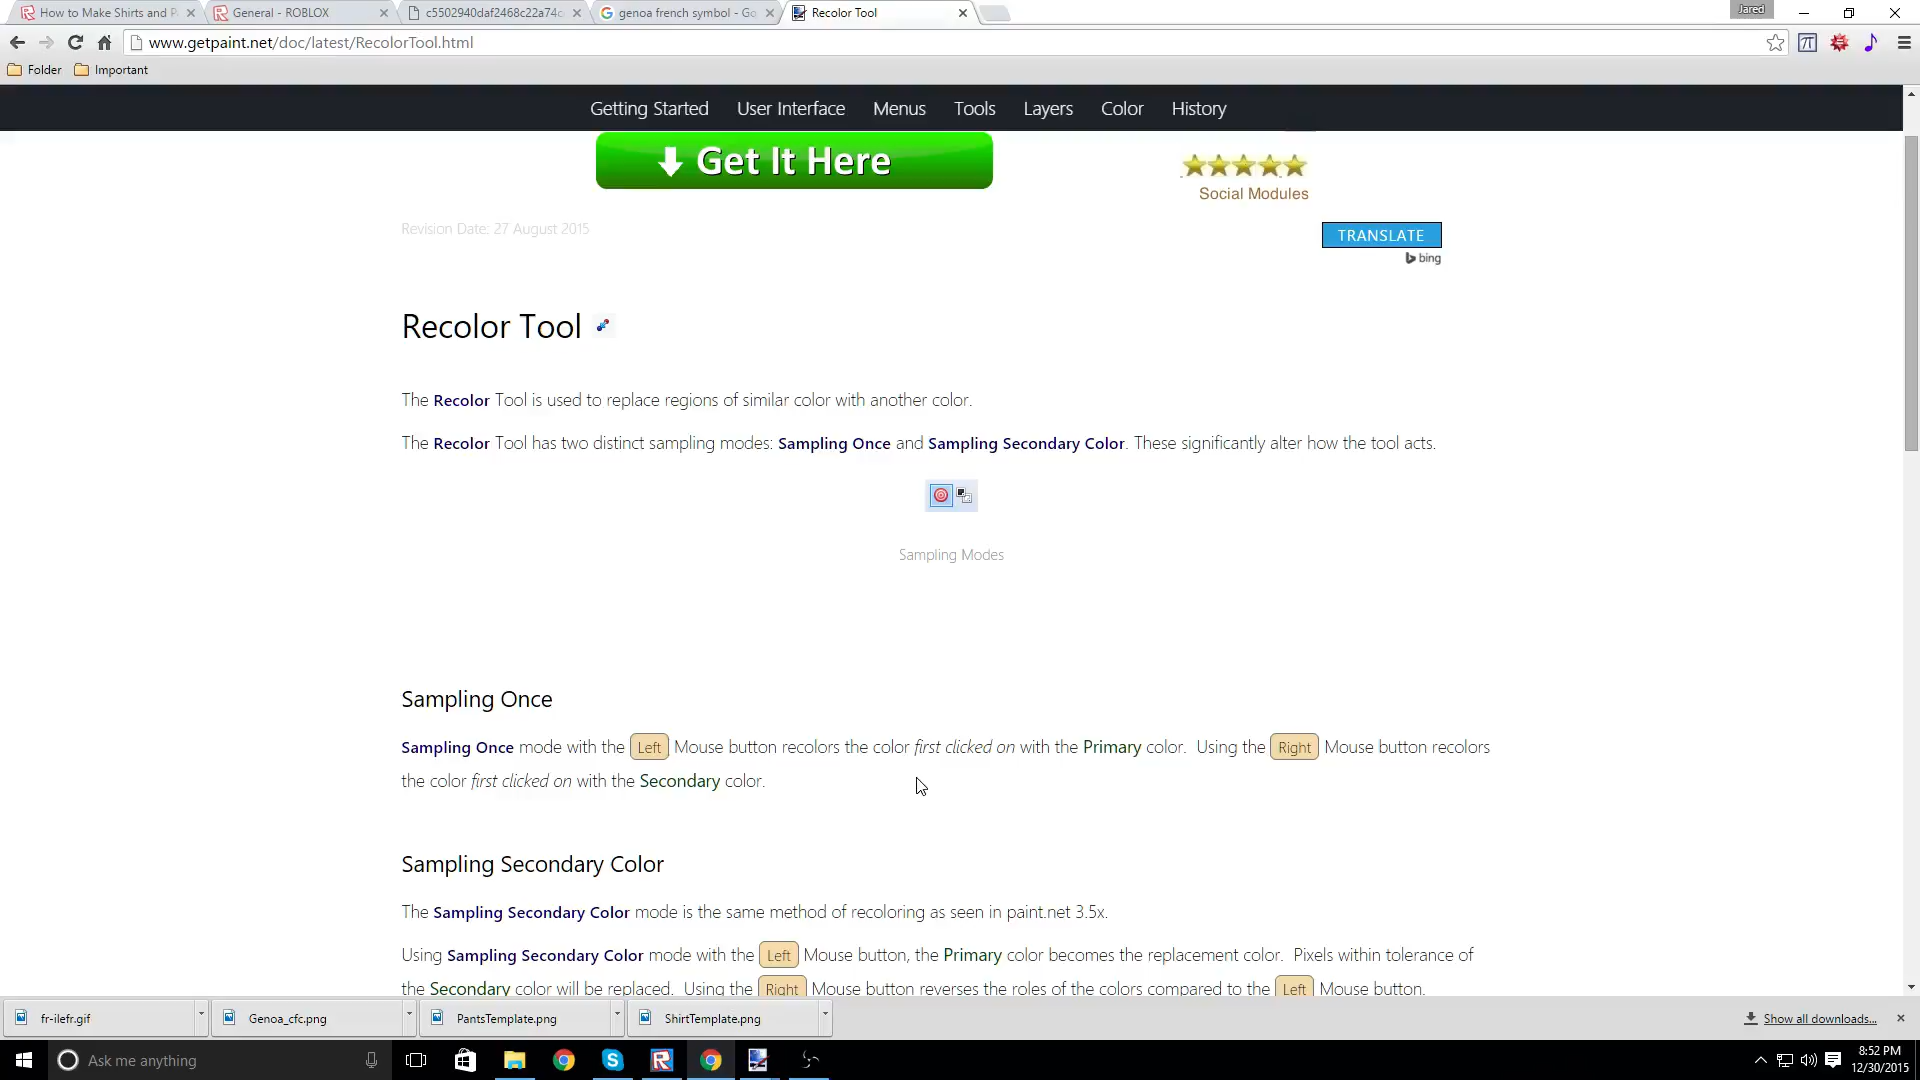 How to Make Shirts and P
General - ROBLOX
c5502940daf2468c22a74c
genoa french symbol - Go
Recolor Tool
Jared
www.getpaint.net/doc/latest/RecolorTool.html
Folder
Important
Getting Started
User Interface
Menus
Tools
Layers
Color
History
Get It Here
Social Modules
Revision Date: 27 August 2015
TRANSLATE
bing
Recolor Tool
The Recolor Tool is used to replace regions of similar color with another color.
The Recolor Tool has two distinct sampling modes: Sampling Once and Sampling Secondary Color. These significantly alter how the tool acts.
Sampling Modes
Sampling Once
Sampling Once mode with the Left Mouse button recolors the color first clicked on with the Primary color. Using the Right Mouse button recolors
the color first clicked on with the Secondary color.
Sampling Secondary Color
The Sampling Secondary Color mode is the same method of recoloring as seen in paint.net 3.5x.
Using Sampling Secondary Color mode with the Left Mouse button, the Primary color becomes the replacement color. Pixels within tolerance of
the Secondary color will be replaced. Using the Right Mouse button reverses the roles of the colors compared to the Left Mouse button.
fr-ilefr.gif
Genoa_cfc.png
PantsTemplate.png
ShirtTemplate.png
Show all downloads...
Ask me anything
8:52 PM
12/30/2015